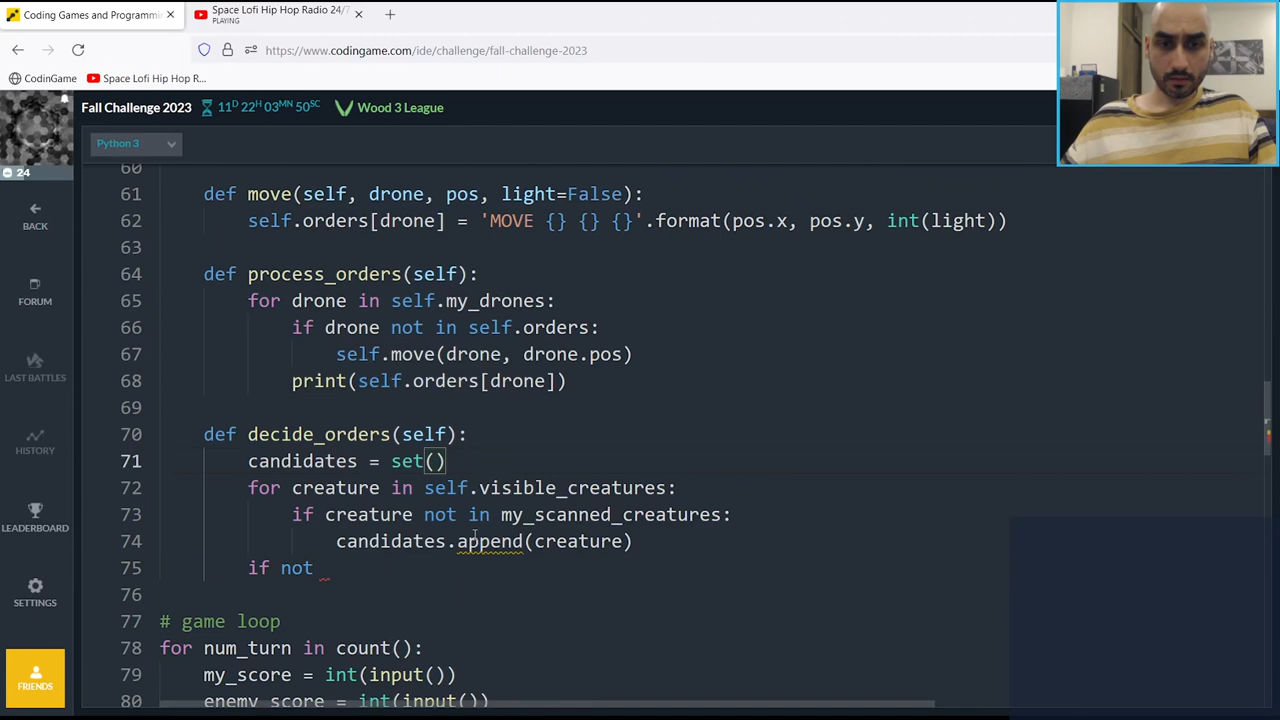 Coding Games and Programmi
Space Lofi Hip Hop Radio 24/7
PLAYING
https://www.codingame.com/ide/challenge/fall-challenge-2023
CodinGame
Space Lofi Hip Hop R...
Fall Challenge 2023
11D 22H 03MN 50SC
Wood 3 League
Python 3
24
BACK
FORUM
LAST BATTLES
HISTORY
LEADERBOARD
SETTINGS
FRIENDS
60
61 def move(self, drone, pos, light=False):
62 self.orders[drone] = 'MOVE {} {} {}'.format(pos.x, pos.y, int(light))
63
64 def process_orders(self):
65 for drone in self.my_drones:
66 if drone not in self.orders:
67 self.move(drone, drone.pos)
68 print(self.orders[drone])
69
70 def decide_orders(self):
71 candidates = set()
72 for creature in self.visible_creatures:
73 if creature not in my_scanned_creatures:
74 candidates.append(creature)
75 if not
76
77 # game loop
78 for num_turn in count():
79 my_score = int(input())
80 enemy_score = int(input())